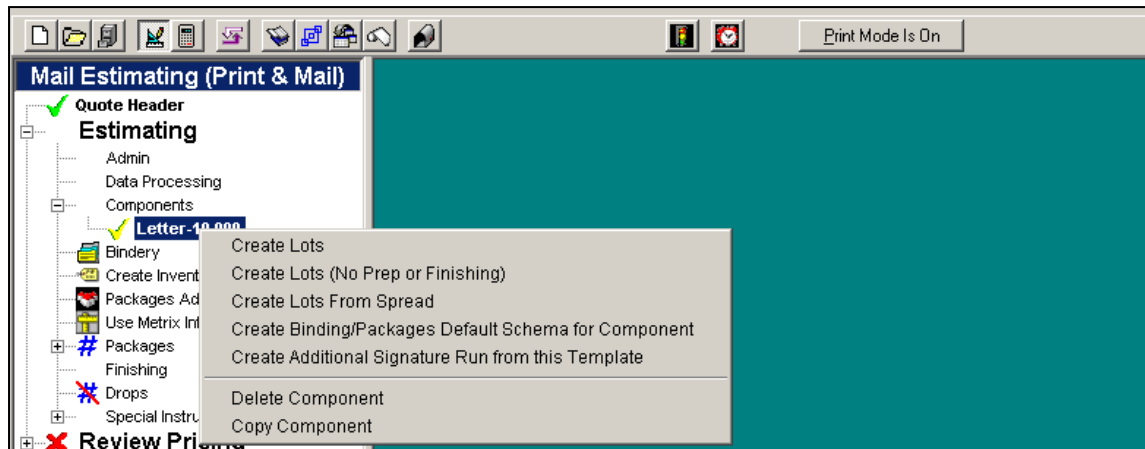 Print Mode Is On
Mail Estimating (Print & Mail)
Quote Header
Estimating
Admin
Data Processing
Components
Letter-10,000
Create Lots
Bindery
Create Invent
Create Lots (No Prep or Finishing)
Packages Ad
Create Lots From Spread
Use Metrix Int
Create Binding/Packages Default Schema for Component
Packages
Create Additional Signature Run from this Template
Finishing
Drops
Delete Component
Special Instru
Copy Component
Review Pricing